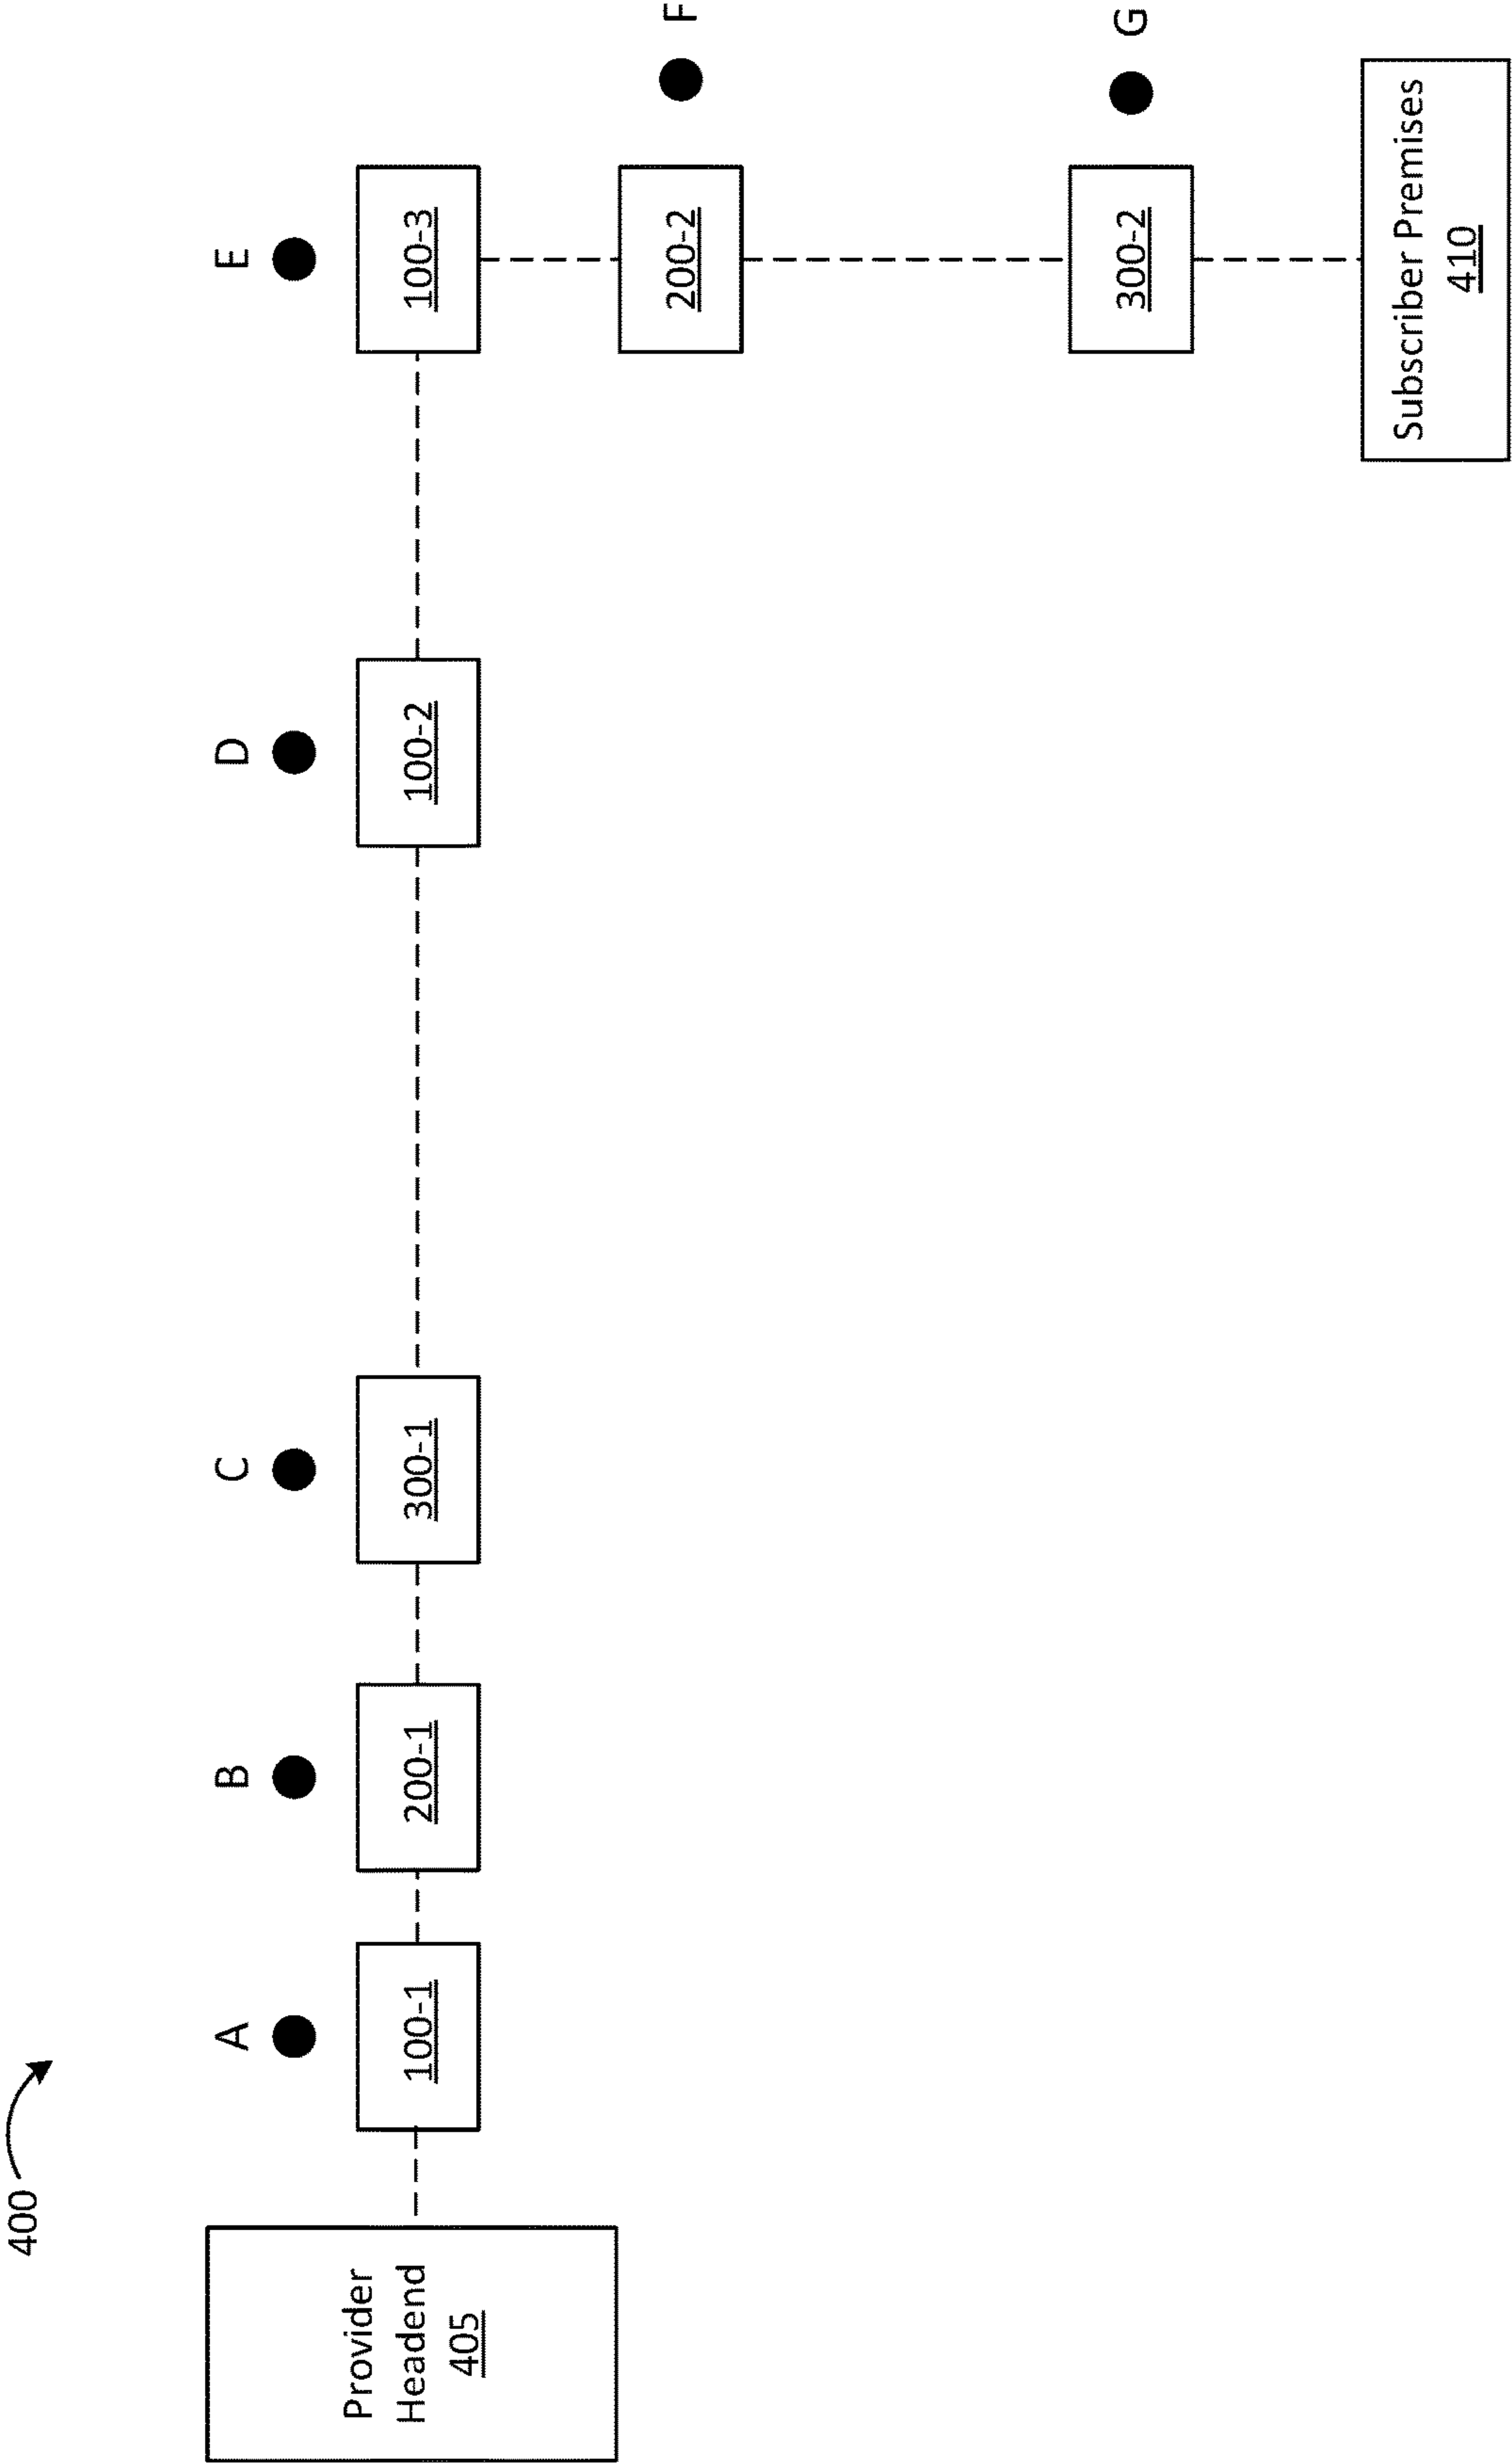 400
A
B
C
D
E
Provider
Headend
405
100-1
200-1
300-1
100-2
100-3
200-2
F
300-2
G
Subscriber Premises
410